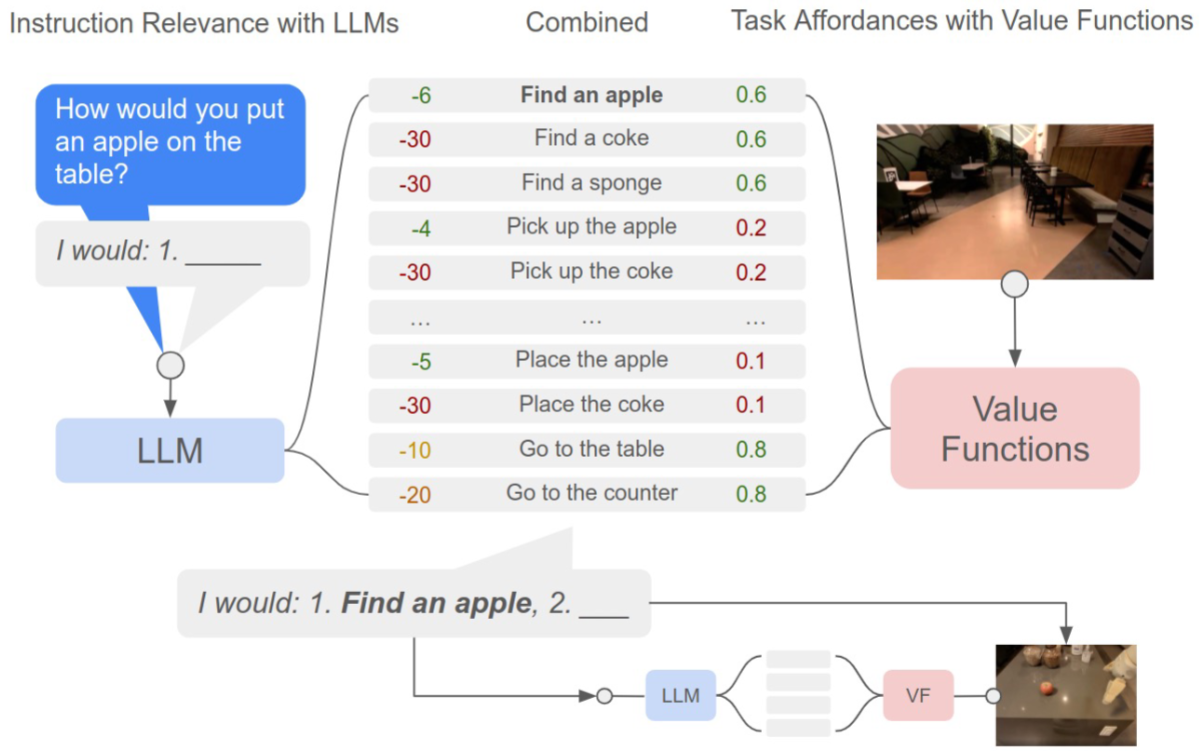 Instruction Relevance with LLMs
Combined
Task Affordances with Value Functions
How would you put
an apple on the
table?
I would: 1. _____
LLM
-6 Find an apple 0.6
-30 Find a coke 0.6
-30 Find a sponge 0.6
-4 Pick up the apple 0.2
-30 Pick up the coke 0.2
... ... ...
-5 Place the apple 0.1
-30 Place the coke 0.1
-10 Go to the table 0.8
-20 Go to the counter 0.8
Value
Functions
I would: 1. Find an apple, 2. ___
LLM
VF